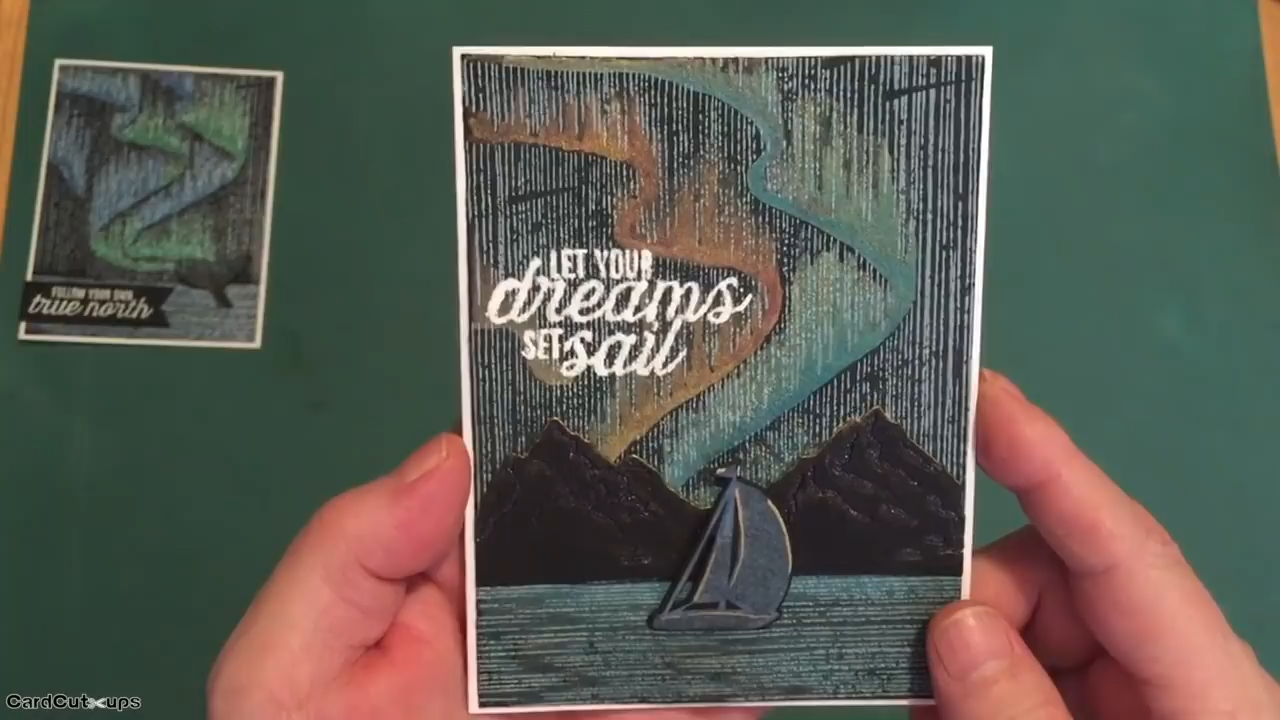 LET YOUR
dreams
SET sail
FOLLOW YOUR OWN
true north
CardCutups